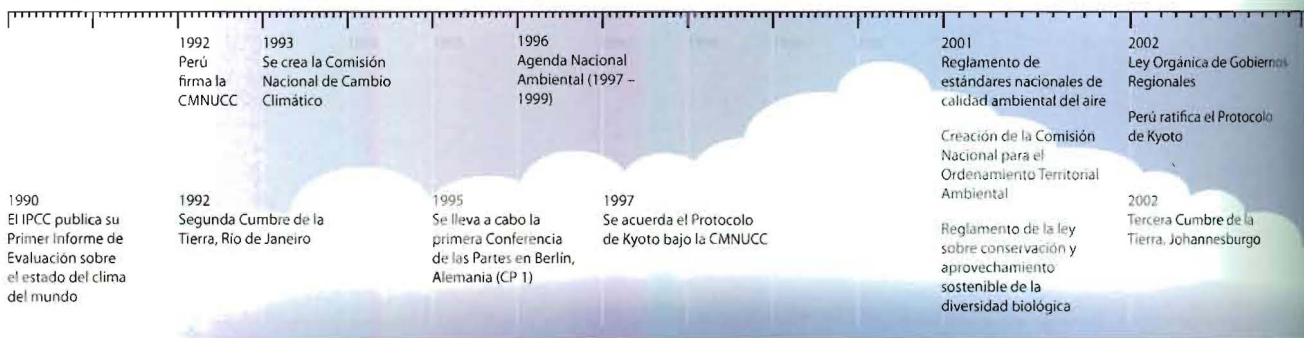 1992
Perú
firma la
CMNUCC
1993
Se crea la Comisión
Nacional de Cambio
Climático
1996
Agenda Nacional
Ambiental (1997 –
1999)
2001
Reglamento de
estándares nacionales de
calidad ambiental del aire
Creación de la Comisión
Nacional para el
Ordenamiento Territorial
Ambiental
Reglamento de la ley
sobre conservación y
aprovechamiento
sostenible de la
diversidad biológica
2002
Ley Orgánica de Gobiernos
Regionales
Perú ratifica el Protocolo
de Kyoto
1990
El IPCC publica su
Primer Informe de
Evaluación sobre
el estado del clima
del mundo
1992
Segunda Cumbre de la
Tierra, Río de Janeiro
1995
Se lleva a cabo la
primera Conferencia
de las Partes en Berlín,
Alemania (CP 1)
1997
Se acuerda el Protocolo
de Kyoto bajo la CMNUCC
2002
Tercera Cumbre de la
Tierra, Johannesburgo